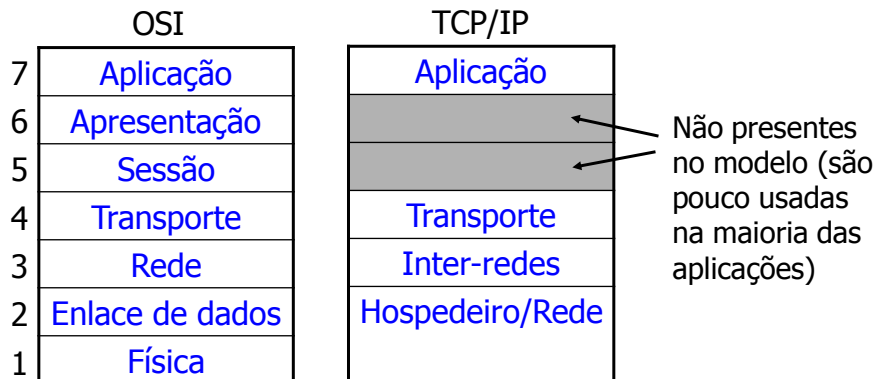 OSI
TCP/IP
7 Aplicação Aplicação
6 Apresentação
5 Sessão
4 Transporte Transporte
3 Rede Inter-redes
2 Enlace de dados Hospedeiro/Rede
1 Física
Não presentes
no modelo (são
pouco usadas
na maioria das
aplicações)